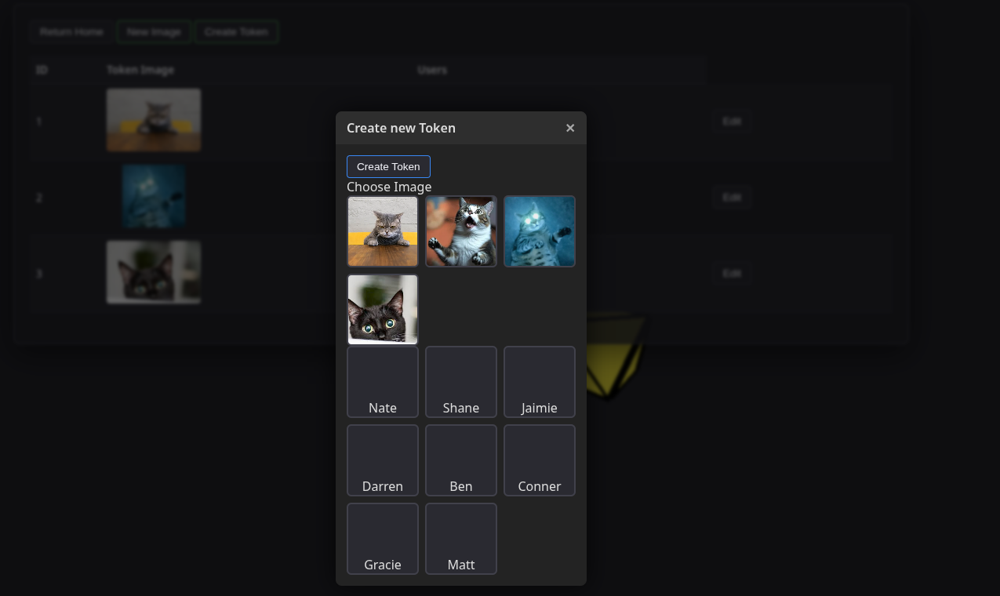 Return Home New Image Create Token
ID Token Image Users
1 Edit
2 Edit
3 Edit
Create new Token ×
Create Token
Choose Image
Nate Shane Jaimie
Darren Ben Conner
Gracie Matt